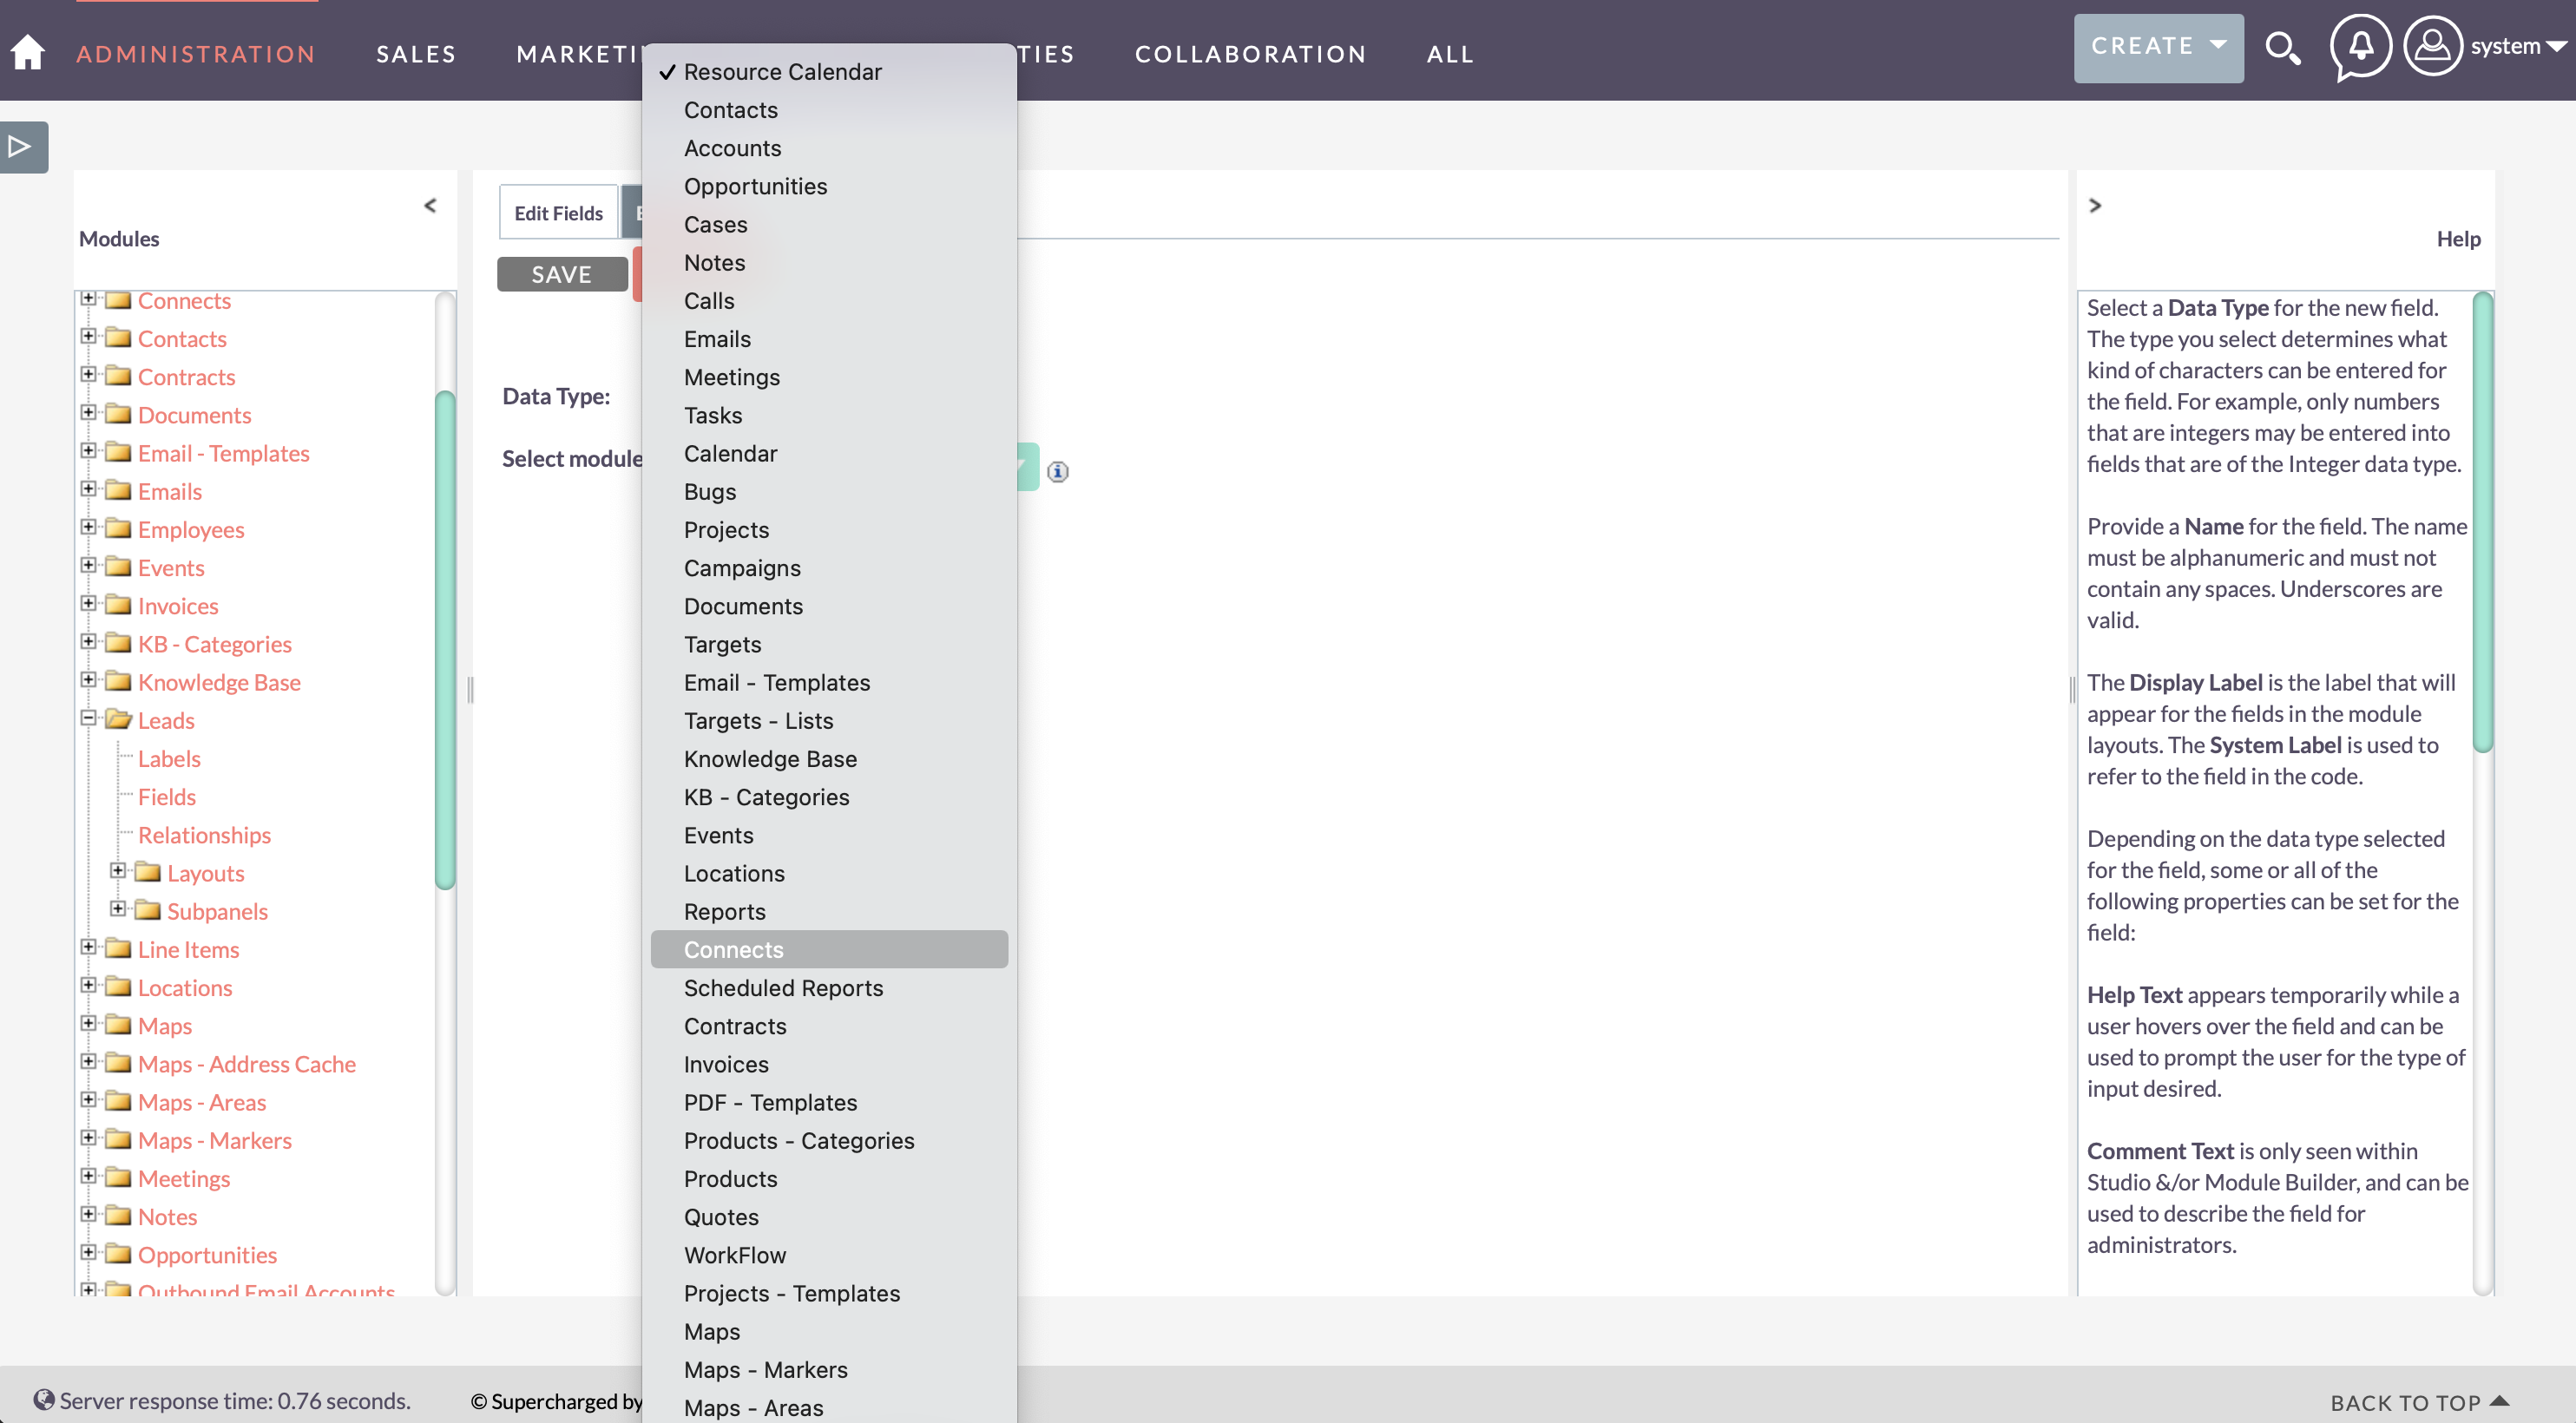 ADMINISTRATION
SALES
MARKETI
TIES
COLLABORATION
ALL
CREATE
system
Modules
Connects
Contacts
Contracts
Documents
Email - Templates
Emails
Employees
Events
Invoices
KB - Categories
Knowledge Base
Leads
Labels
Fields
Relationships
Layouts
Subpanels
Line Items
Locations
Maps
Maps - Address Cache
Maps - Areas
Maps - Markers
Meetings
Notes
Opportunities
Outbound Email Accounts
Edit Fields
SAVE
Data Type:
Select module
✓ Resource Calendar
Contacts
Accounts
Opportunities
Cases
Notes
Calls
Emails
Meetings
Tasks
Calendar
Bugs
Projects
Campaigns
Documents
Targets
Email - Templates
Targets - Lists
Knowledge Base
KB - Categories
Events
Locations
Reports
Connects
Scheduled Reports
Contracts
Invoices
PDF - Templates
Products - Categories
Products
Quotes
WorkFlow
Projects - Templates
Maps
Maps - Markers
Maps - Areas
Help
Select a Data Type for the new field.
The type you select determines what
kind of characters can be entered for
the field. For example, only numbers
that are integers may be entered into
fields that are of the Integer data type.
Provide a Name for the field. The name
must be alphanumeric and must not
contain any spaces. Underscores are
valid.
The Display Label is the label that will
appear for the fields in the module
layouts. The System Label is used to
refer to the field in the code.
Depending on the data type selected
for the field, some or all of the
following properties can be set for the
field:
Help Text appears temporarily while a
user hovers over the field and can be
used to prompt the user for the type of
input desired.
Comment Text is only seen within
Studio &/or Module Builder, and can be
used to describe the field for
administrators.
Server response time: 0.76 seconds.
© Supercharged by
BACK TO TOP